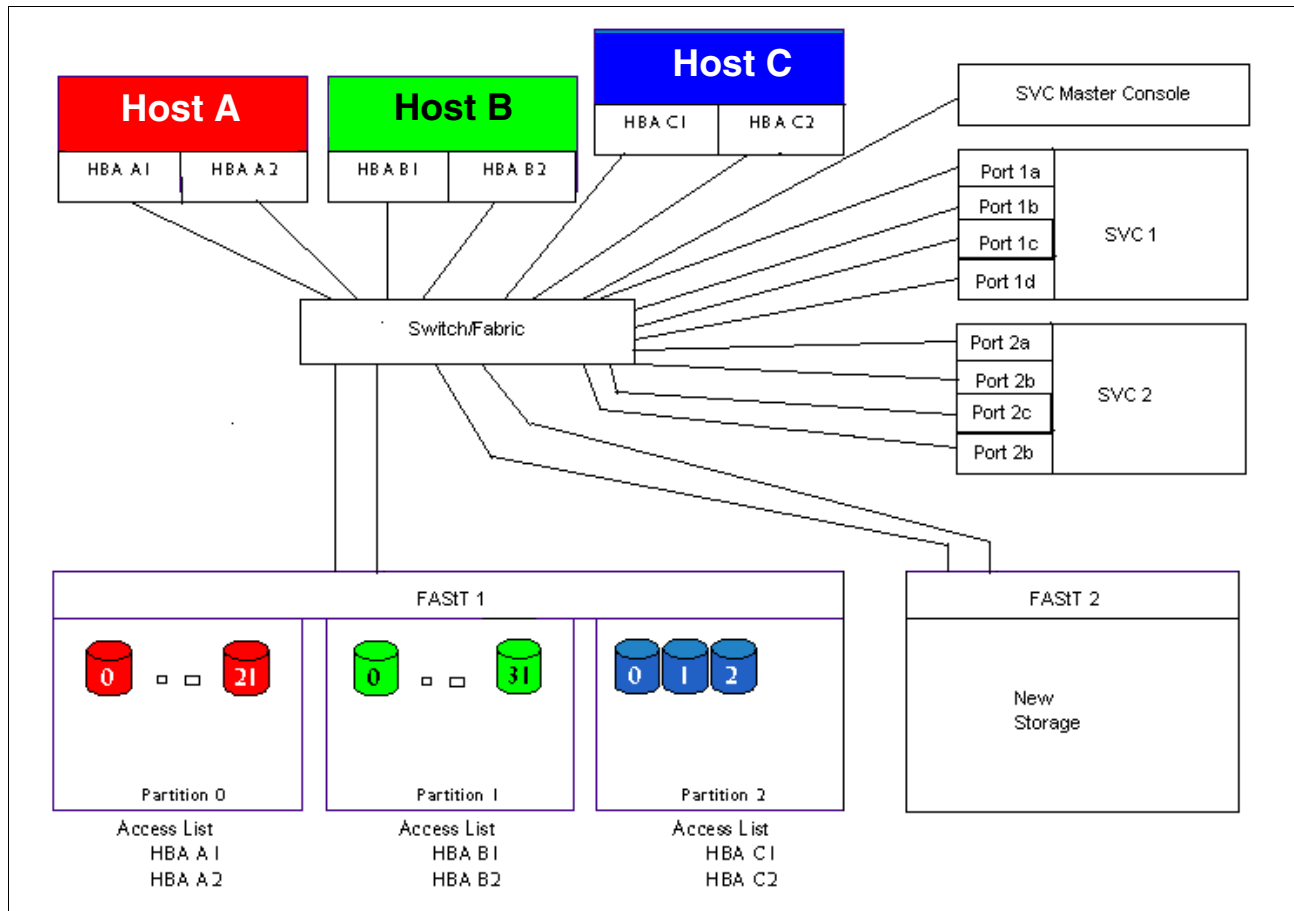 Host A
HBA A1
HBA A2
Host B
HBA B1
HBA B2
Host C
HBA C1
HBA C2
SVC Master Console
Port 1a
Port 1b
Port 1c
Port 1d
SVC 1
Port 2a
Port 2b
Port 2c
Port 2b
SVC 2
Switch/Fabric
FAStT 1
0
21
Partition 0
0
31
Partition 1
0
1
2
Partition 2
FAStT 2
New
Storage
Access List
HBA A1
HBA A2
Access List
HBA B1
HBA B2
Access List
HBA C1
HBA C2